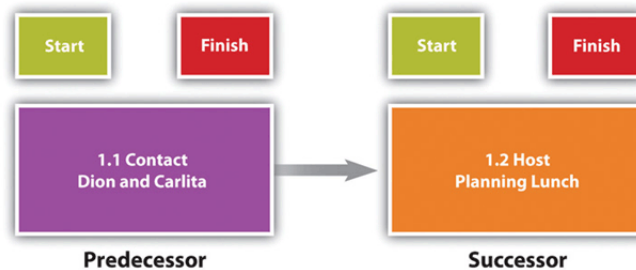 Start
Finish
Start
Finish
1.1 Contact
Dion and Carlita
1.2 Host
Planning Lunch
Predecessor
Successor